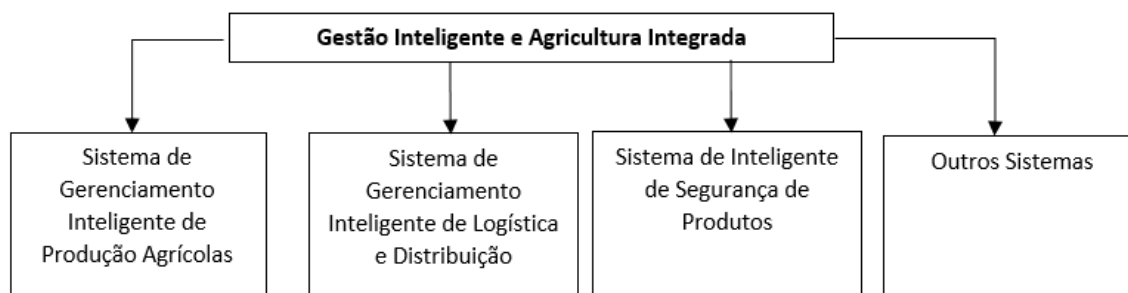 Gestão Inteligente e Agricultura Integrada
Sistema de
Gerenciamento
Inteligente de
Produção Agrícolas
Sistema de
Gerenciamento
Inteligente de Logística
e Distribuição
Sistema de Inteligente
de Segurança de
Produtos
Outros Sistemas